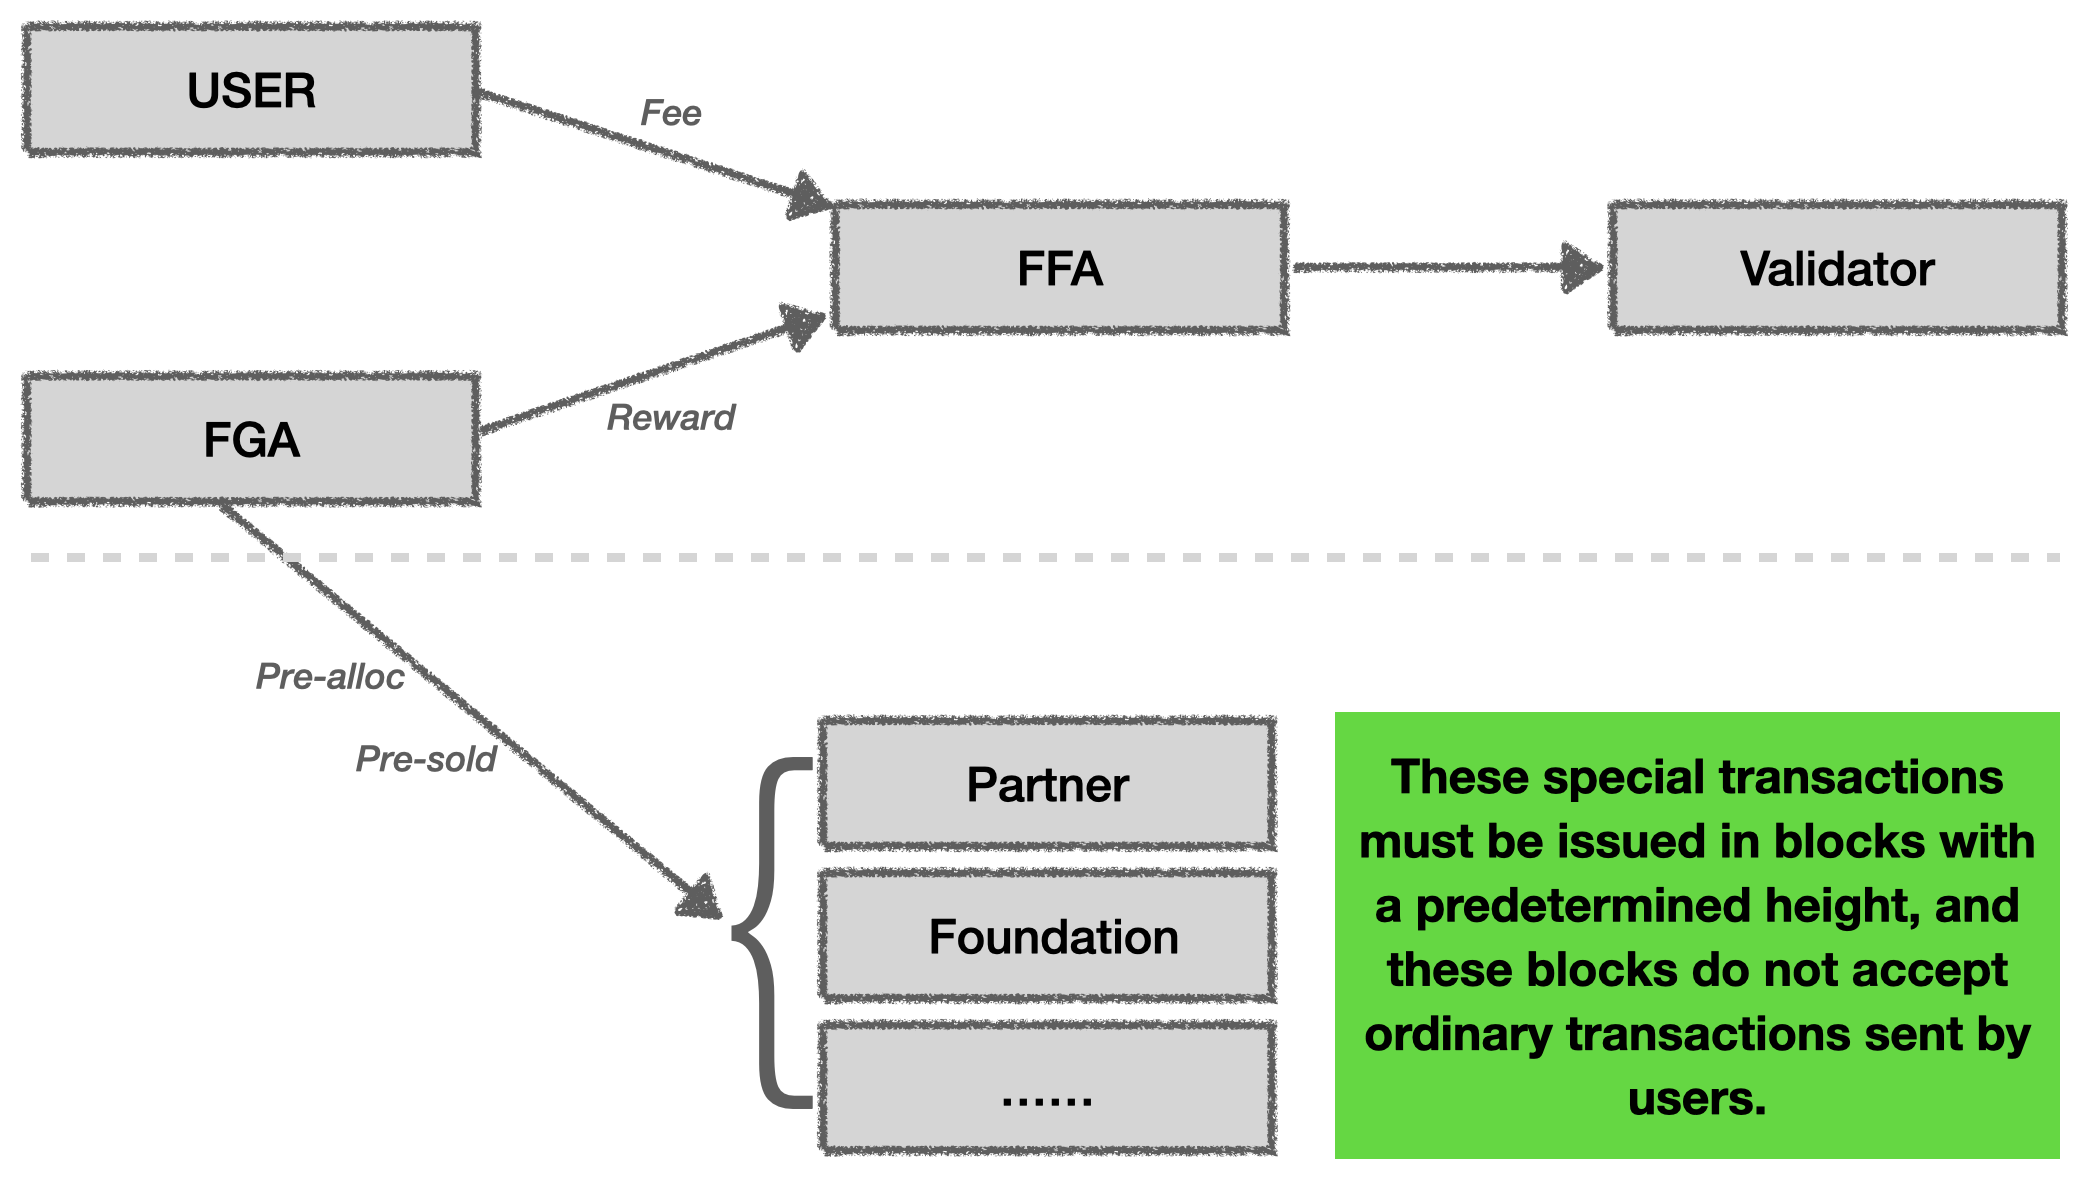 USER
Fee
FFA
Validator
FGA
Reward
Pre-alloc
Pre-sold
Partner
Foundation
......
These special transactions
must be issued in blocks with
a predetermined height, and
these blocks do not accept
ordinary transactions sent by
users.